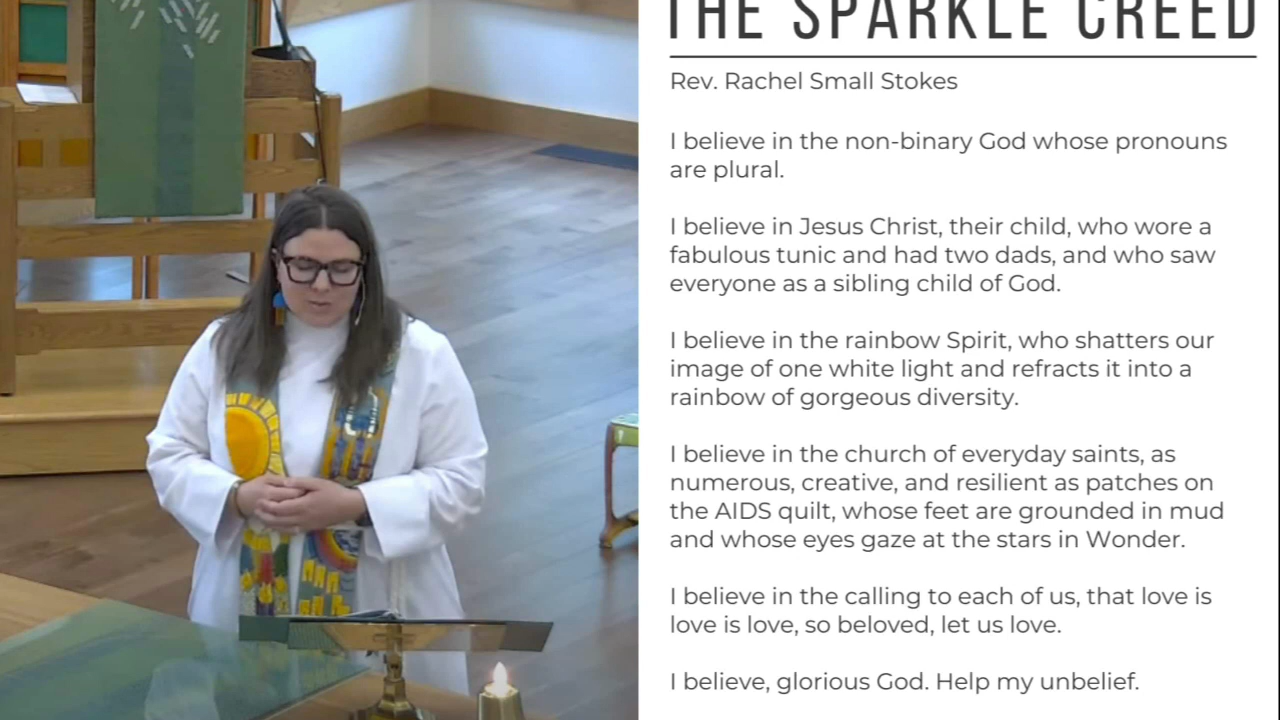 THE SPARKLE CREED
Rev. Rachel Small Stokes
I believe in the non-binary God whose pronouns
are plural.
I believe in Jesus Christ, their child, who wore a
fabulous tunic and had two dads, and who saw
everyone as a sibling child of God.
I believe in the rainbow Spirit, who shatters our
image of one white light and refracts it into a
rainbow of gorgeous diversity.
I believe in the church of everyday saints, as
numerous, creative, and resilient as patches on
the AIDS quilt, whose feet are grounded in mud
and whose eyes gaze at the stars in Wonder.
I believe in the calling to each of us, that love is
love is love, so beloved, let us love.
I believe, glorious God. Help my unbelief.